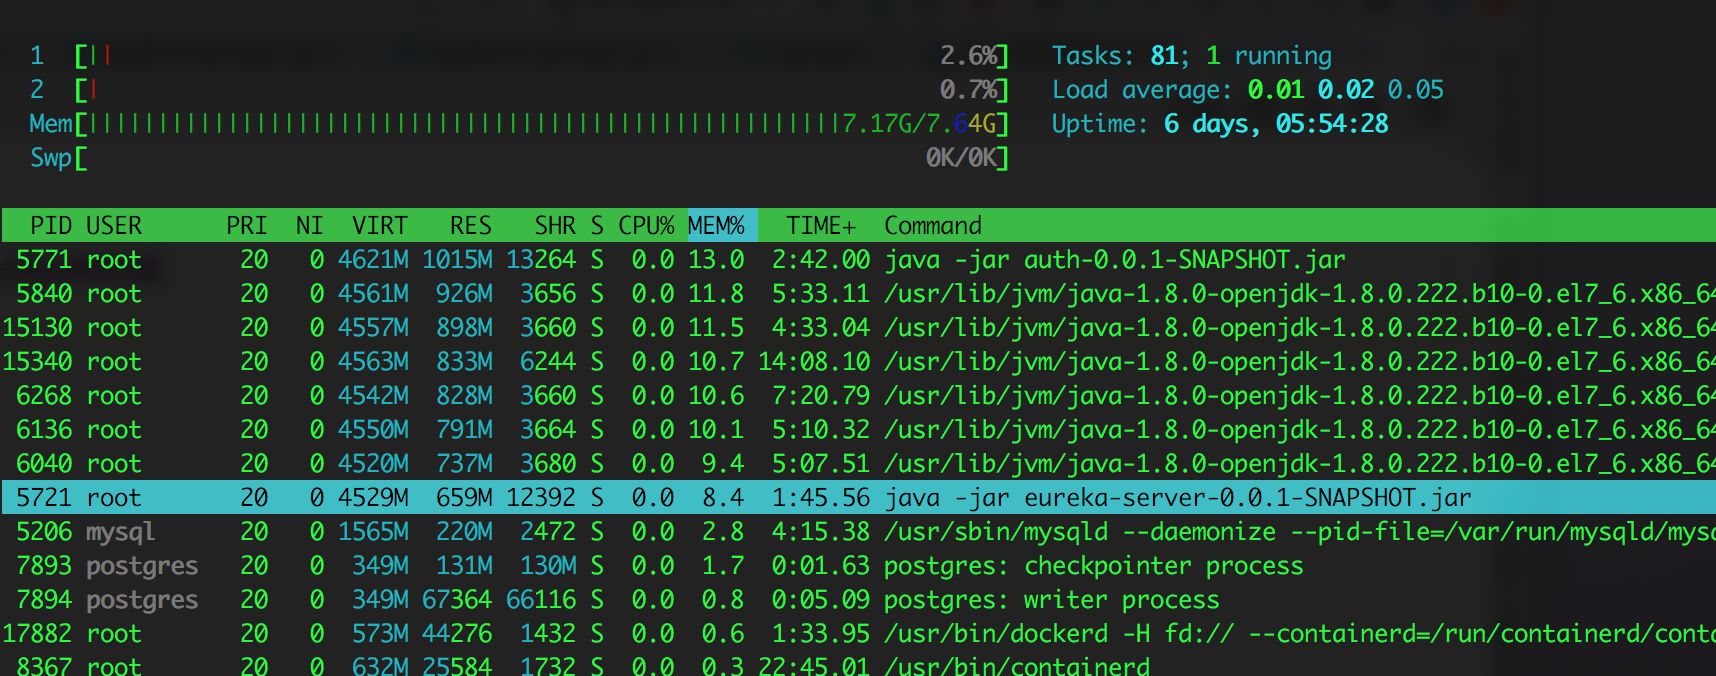 1 [|| 2.6%] Tasks: 81; 1 running
2 [| 0.7%] Load average: 0.01 0.02 0.05
Mem[||||||||||||||||||||||||||||||||||||||||||||||||||||||7.17G/7.64G] Uptime: 6 days, 05:54:28
Swp[ 0K/0K]
PID USER PRI NI VIRT RES SHR S CPU% MEM% TIME+ Command
5771 root 20 0 4621M 1015M 13264 S 0.0 13.0 2:42.00 java -jar auth-0.0.1-SNAPSHOT.jar
5840 root 20 0 4561M 926M 3656 S 0.0 11.8 5:33.11 /usr/lib/jvm/java-1.8.0-openjdk-1.8.0.222.b10-0.el7_6.x86_64
15130 root 20 0 4557M 898M 3660 S 0.0 11.5 4:33.04 /usr/lib/jvm/java-1.8.0-openjdk-1.8.0.222.b10-0.el7_6.x86_64
15340 root 20 0 4563M 833M 6244 S 0.0 10.7 14:08.10 /usr/lib/jvm/java-1.8.0-openjdk-1.8.0.222.b10-0.el7_6.x86_64
6268 root 20 0 4542M 828M 3660 S 0.0 10.6 7:20.79 /usr/lib/jvm/java-1.8.0-openjdk-1.8.0.222.b10-0.el7_6.x86_64
6136 root 20 0 4550M 791M 3664 S 0.0 10.1 5:10.32 /usr/lib/jvm/java-1.8.0-openjdk-1.8.0.222.b10-0.el7_6.x86_64
6040 root 20 0 4520M 737M 3680 S 0.0 9.4 5:07.51 /usr/lib/jvm/java-1.8.0-openjdk-1.8.0.222.b10-0.el7_6.x86_64
5721 root 20 0 4529M 659M 12392 S 0.0 8.4 1:45.56 java -jar eureka-server-0.0.1-SNAPSHOT.jar
5206 mysql 20 0 1565M 220M 2472 S 0.0 2.8 4:15.38 /usr/sbin/mysqld --daemonize --pid-file=/var/run/mysqld/mysq
7893 postgres 20 0 349M 131M 130M S 0.0 1.7 0:01.63 postgres: checkpointer process
7894 postgres 20 0 349M 67364 66116 S 0.0 0.8 0:05.09 postgres: writer process
17882 root 20 0 573M 44276 1432 S 0.0 0.6 1:33.95 /usr/bin/dockerd -H fd:// --containerd=/run/containerd/conta
8367 root 20 0 632M 25584 1732 S 0.0 0.3 22:45.01 /usr/bin/containerd